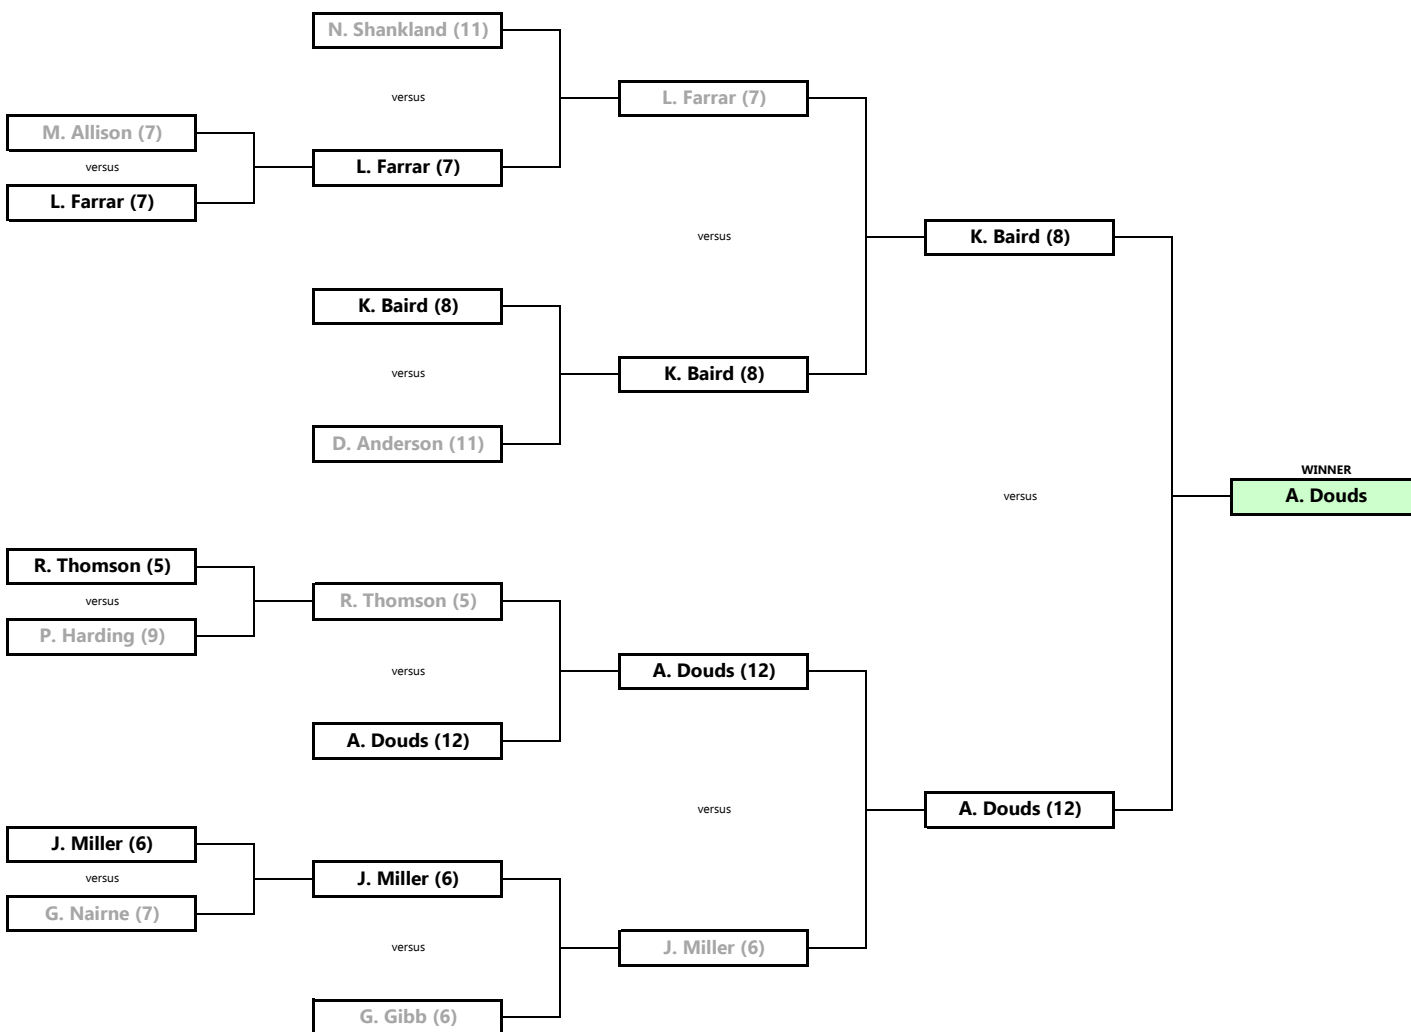 N. Shankland (11)
versus
L. Farrar (7)
M. Allison (7)
versus
L. Farrar (7)
L. Farrar (7)
versus
K. Baird (8)
K. Baird (8)
versus
K. Baird (8)
D. Anderson (11)
WINNER
A. Douds
versus
R. Thomson (5)
versus
P. Harding (9)
R. Thomson (5)
versus
A. Douds (12)
A. Douds (12)
versus
A. Douds (12)
J. Miller (6)
versus
G. Nairne (7)
J. Miller (6)
versus
J. Miller (6)
G. Gibb (6)